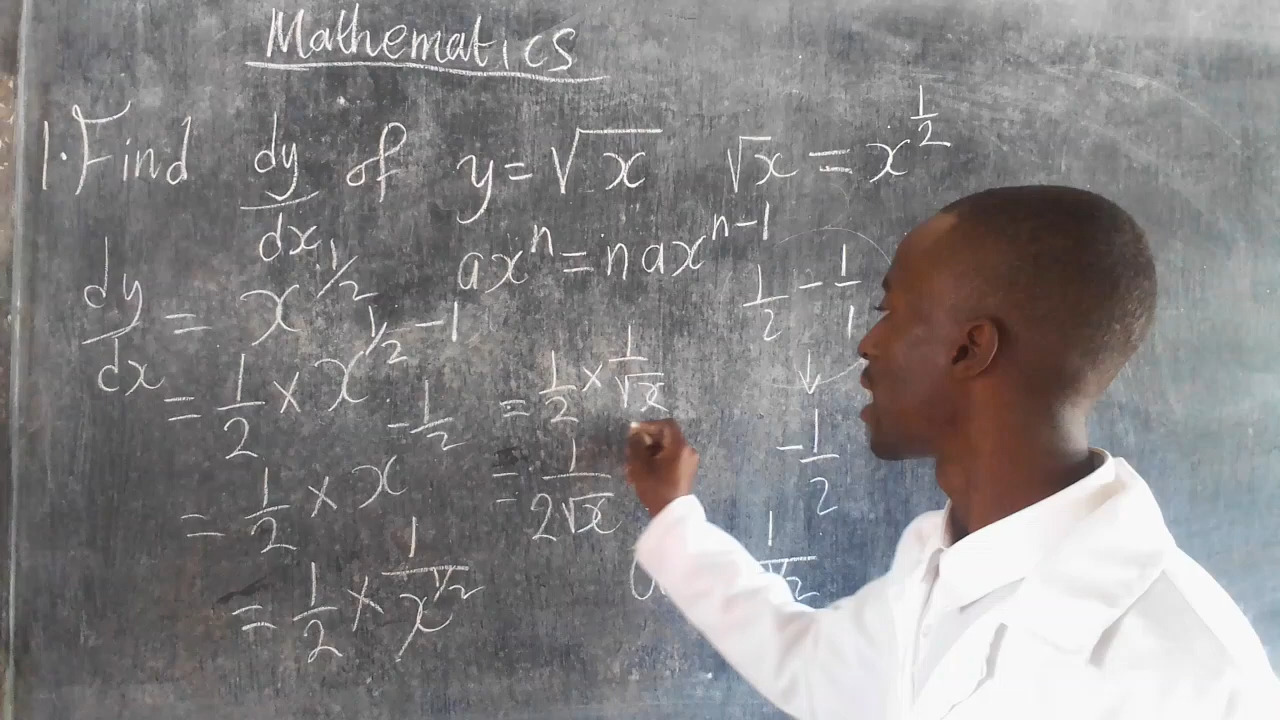 Mathematics
1. Find dy/dx of y = √x √x = x^1/2
ax^n = nax^n-1
dy/dx = x^1/2
= 1/2 × x^1/2-1
= 1/2 × x^-1/2
= 1/2 × 1/x^1/2
= 1/2 × 1/√x
= 1/2√x
1/2 - 1/1
↓
-1/2